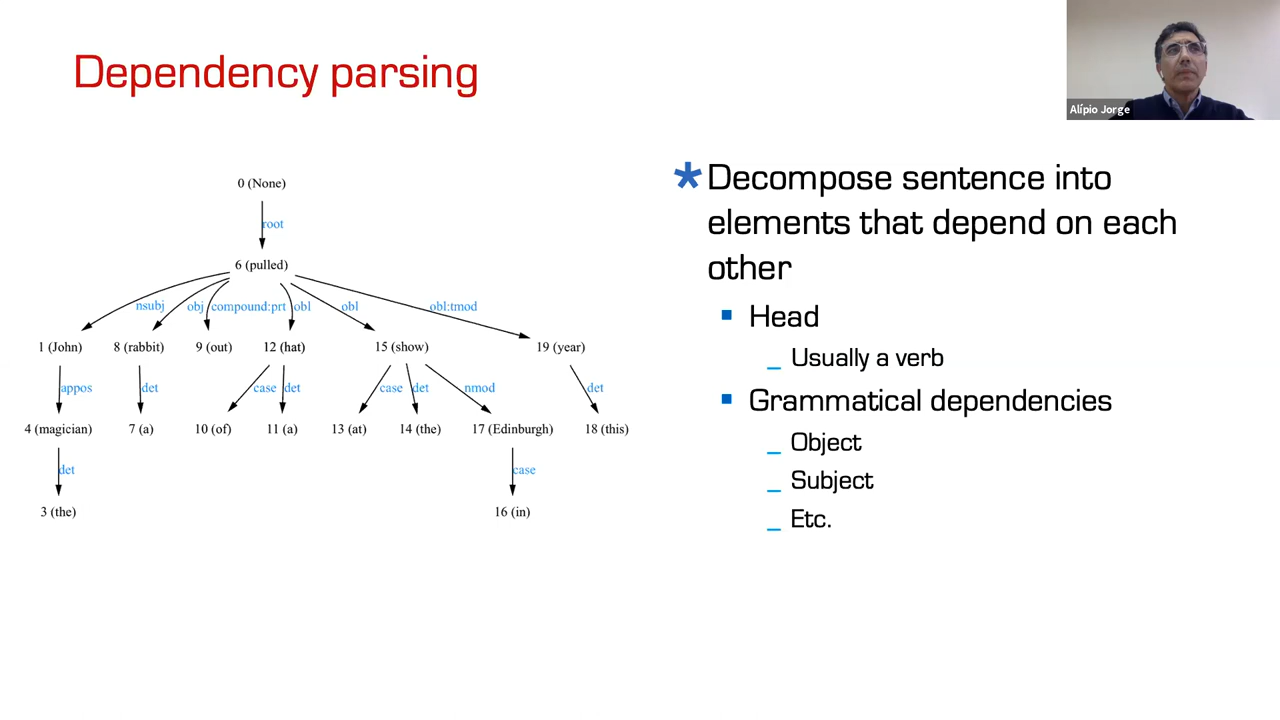 Dependency parsing
Alípio Jorge
0 (None)
root
6 (pulled)
nsubj obj compound:prt obl obl obl:tmod
1 (John) 8 (rabbit) 9 (out) 12 (hat) 15 (show) 19 (year)
appos det case det case det nmod det
4 (magician) 7 (a) 10 (of) 11 (a) 13 (at) 14 (the) 17 (Edinburgh) 18 (this)
det case
3 (the) 16 (in)
* Decompose sentence into
elements that depend on each
other
Head
_ Usually a verb
Grammatical dependencies
_ Object
_ Subject
_ Etc.